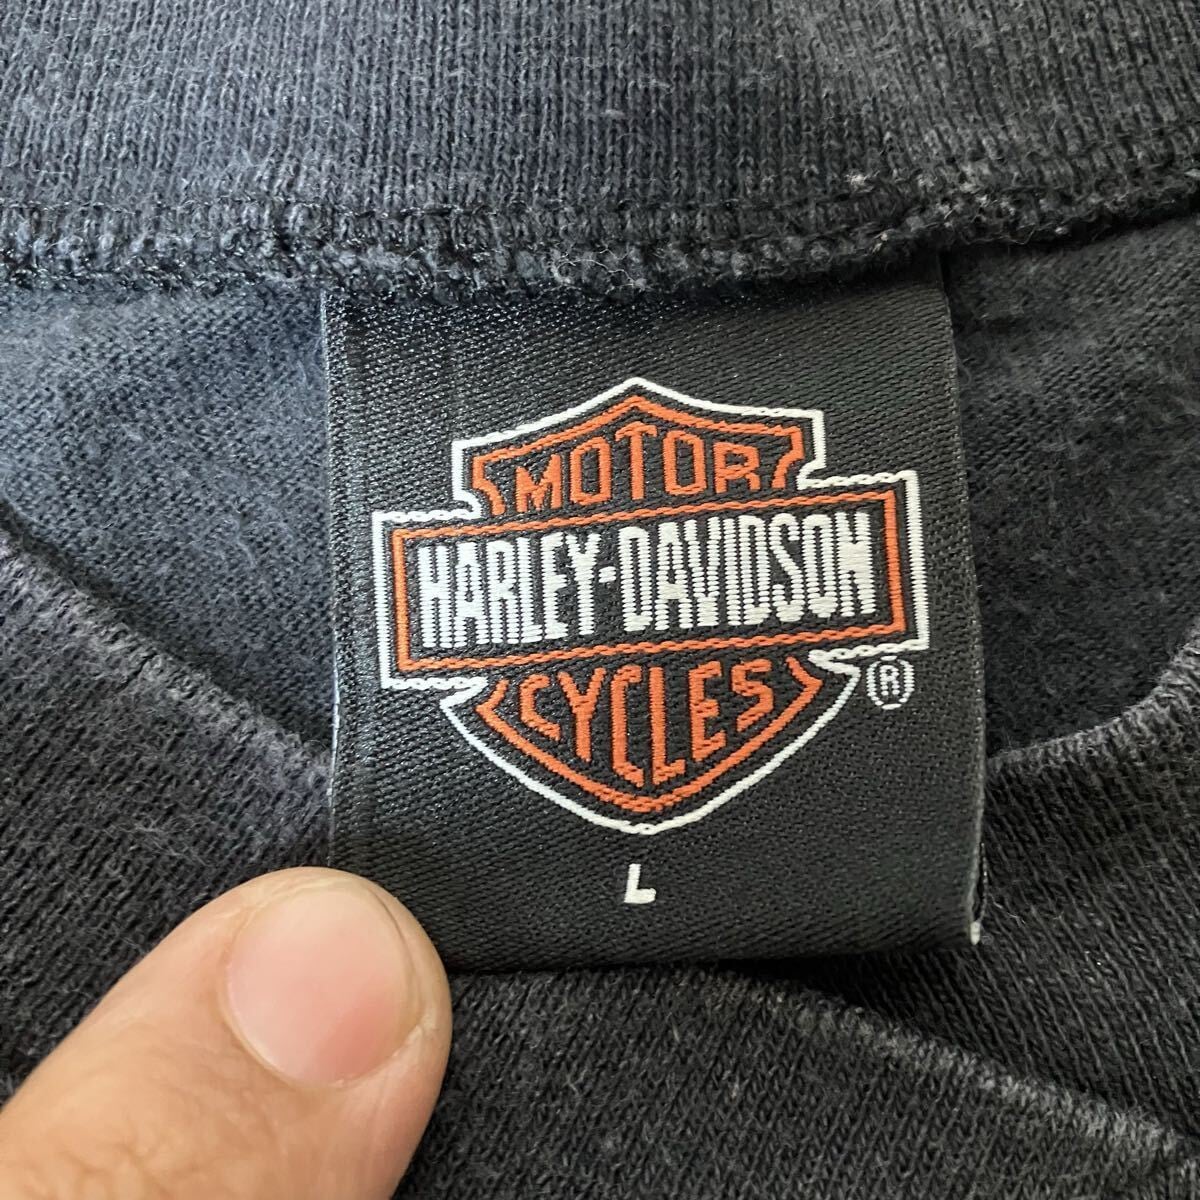 MOTOR
HARLEY-DAVIDSON
CYCLES
®
L